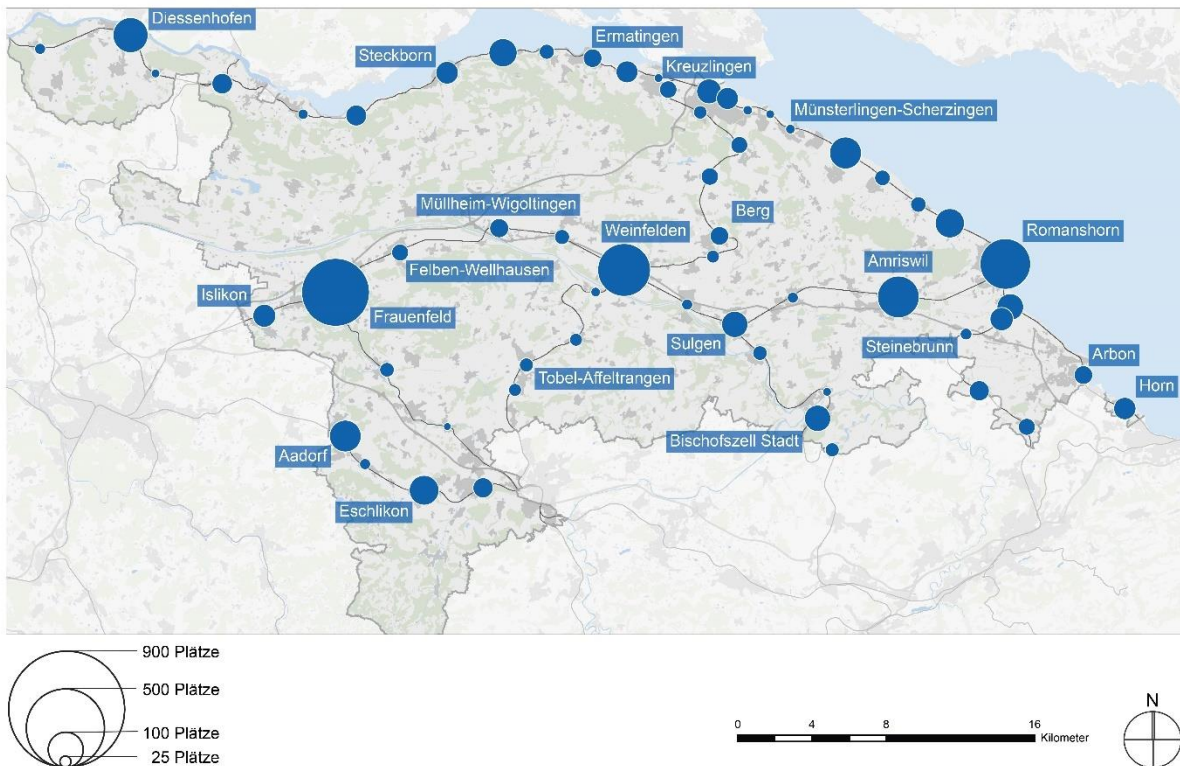 Diessenhofen
Ermatingen
Steckborn
Kreuzlingen
Münsterlingen-Scherzingen
Müllheim-Wigoltingen
Berg
Weinfelden
Romanshorn
Amriswil
Felben-Wellhausen
Islikon
Frauenfeld
Sulgen
Steinebrunn
Arbon
Tobel-Affeltrangen
Horn
Bischofszell Stadt
Aadorf
Eschlikon
900 Plätze
500 Plätze
100 Plätze
25 Plätze
0 4 8 16
Kilometer
N